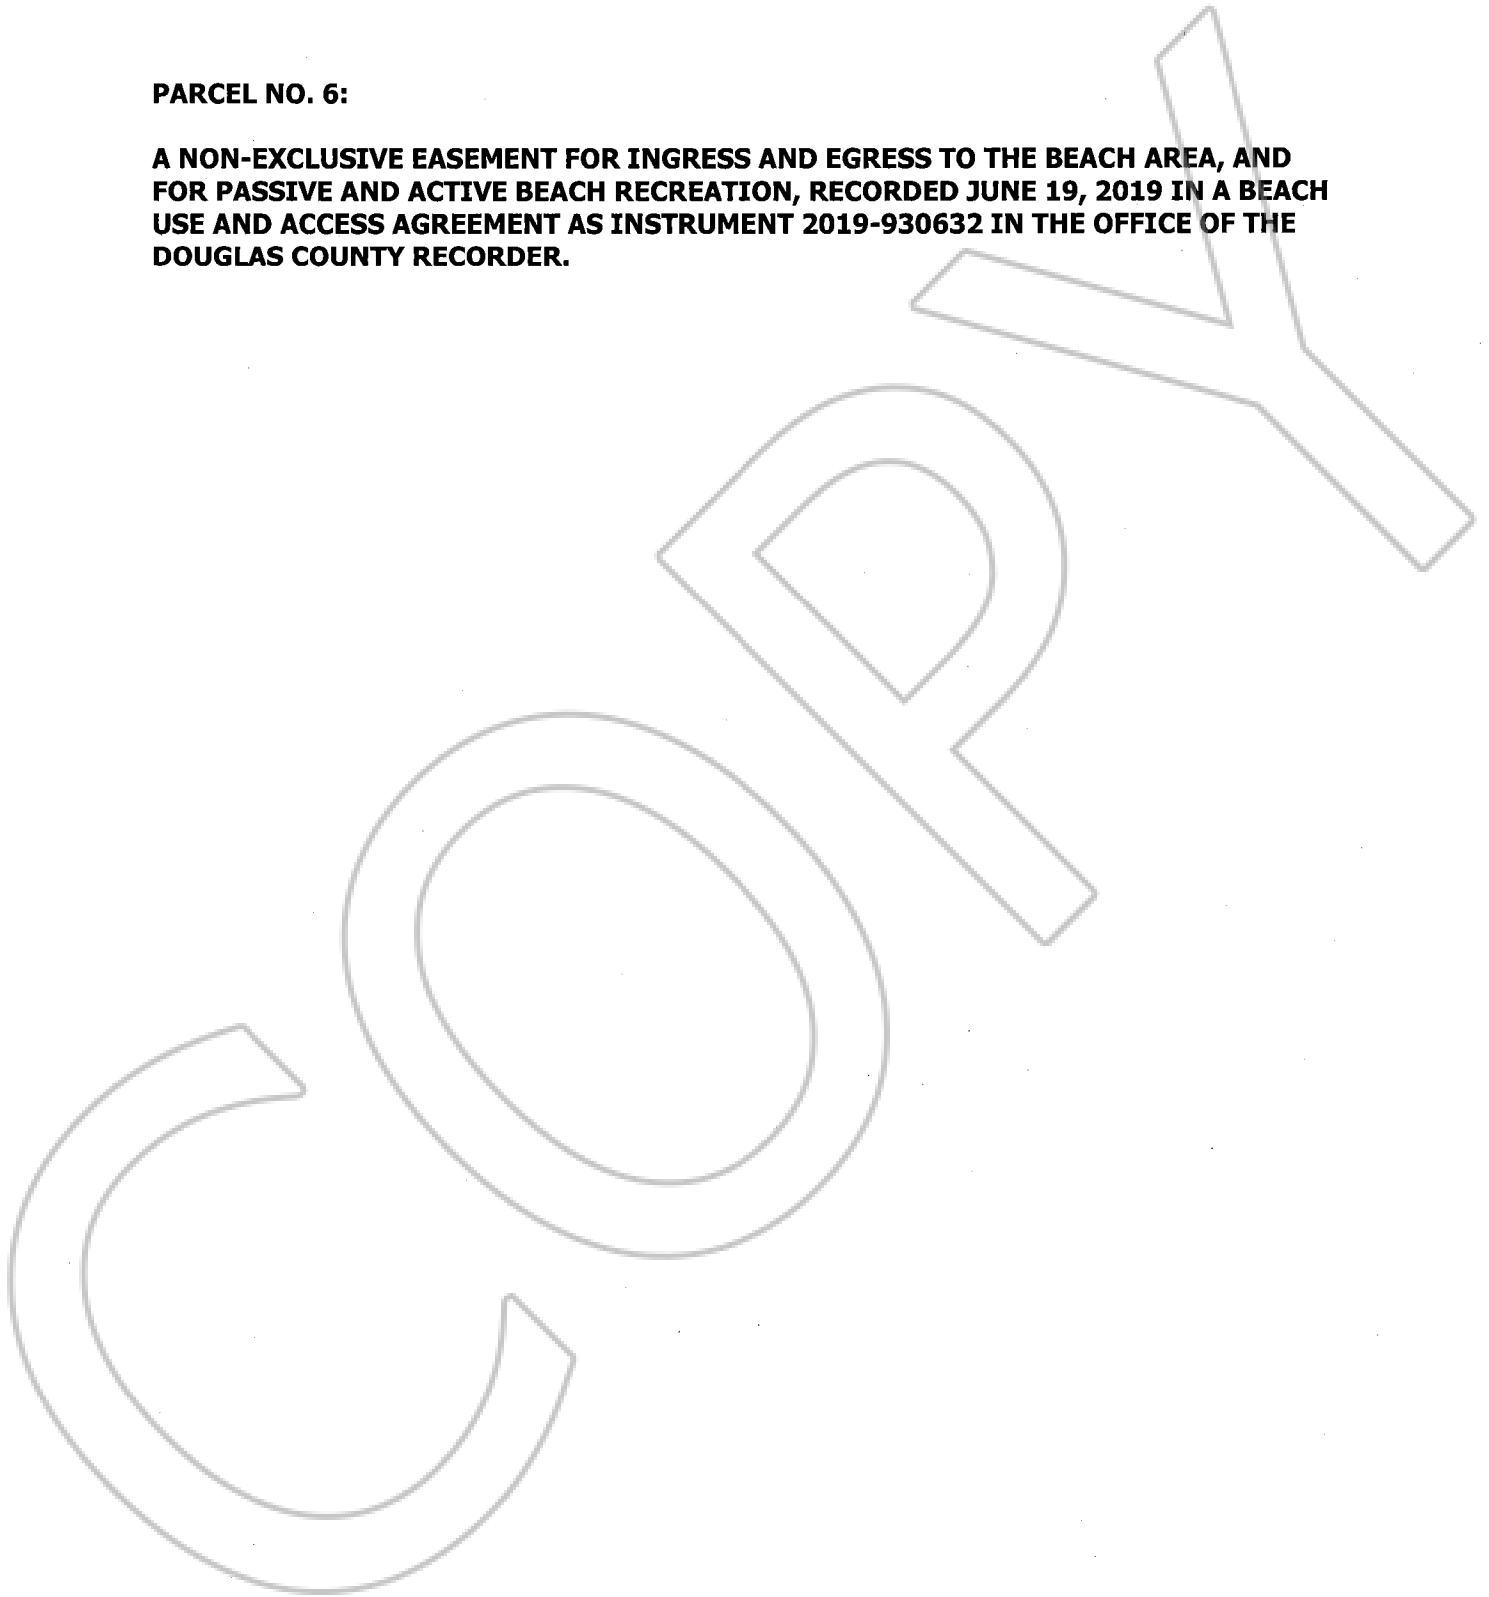 PARCEL NO. 6:
A NON-EXCLUSIVE EASEMENT FOR INGRESS AND EGRESS TO THE BEACH AREA, AND
FOR PASSIVE AND ACTIVE BEACH RECREATION, RECORDED JUNE 19, 2019 IN A BEACH
USE AND ACCESS AGREEMENT AS INSTRUMENT 2019-930632 IN THE OFFICE OF THE
DOUGLAS COUNTY RECORDER.
COPY